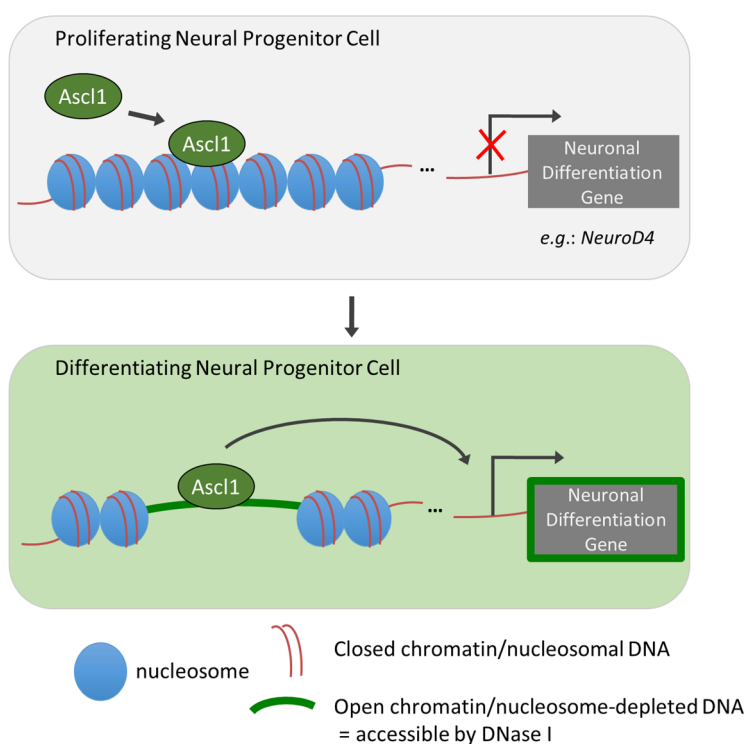 Proliferating Neural Progenitor Cell
Ascl1
Ascl1
...
Neuronal
Differentiation
Gene
e.g.: NeuroD4
Differentiating Neural Progenitor Cell
Ascl1
...
Neuronal
Differentiation
Gene
nucleosome
Closed chromatin/nucleosomal DNA
Open chromatin/nucleosome-depleted DNA
= accessible by DNase I